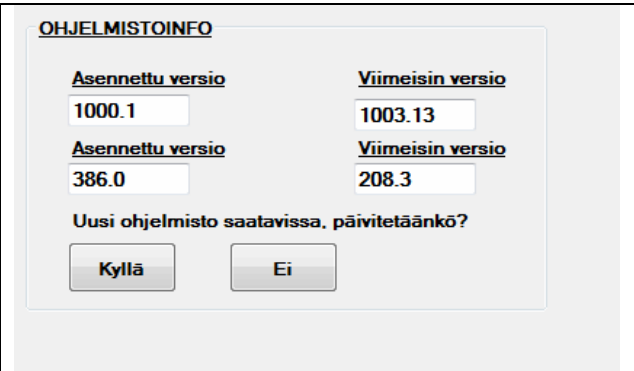 OHJELMISTOINFO
Asennettu versio Viimeisin versio
1000.1 1003.13
Asennettu versio Viimeisin versio
386.0 208.3
Uusi ohjelmisto saatavissa, päivitetäänkö?
Kyllä Ei